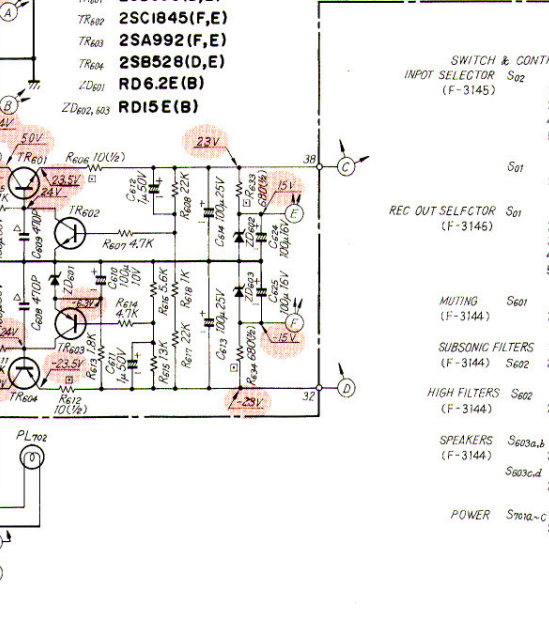 A
TR602 2SC1845(F,E)
TR603 2SA992(F,E)
TR604 2SB528(D,E)
ZD601 RD6.2E(B)
ZD602,603 RD15E(B)
B
50V
TR601
R606 10(½)
23V
38
C
23.5V
24V
C612
1μ50V
R608 22K
C614 100μ25V
R633
680(½)
15V
E
TR602
C609 470P
R607 4.7K
ZD602
C624
100μ16V
ZD601
C610
100μ
10V
-6.3V
C608 470P
R614
4.7K
R616 5.6K
R618 1K
C613 100μ25V
ZD603
C625
100μ16V
F
-15V
24V
TR603
R613 1.8K
C611
1μ50V
R615 13K
R617 22K
R634 680(½)
-23.5V
TR604
R612
10(½)
-23V
32
D
PL702
SWITCH & CONT
INPUT SELECTOR S02
(F-3145)
S01
REC OUT SELECTOR S01
(F-3146)
MUTING S601
(F-3144)
SUBSONIC FILTERS
(F-3144) S602
HIGH FILTERS S602
(F-3144)
SPEAKERS S603a,b
(F-3144)
S603c,d
POWER S701a~c